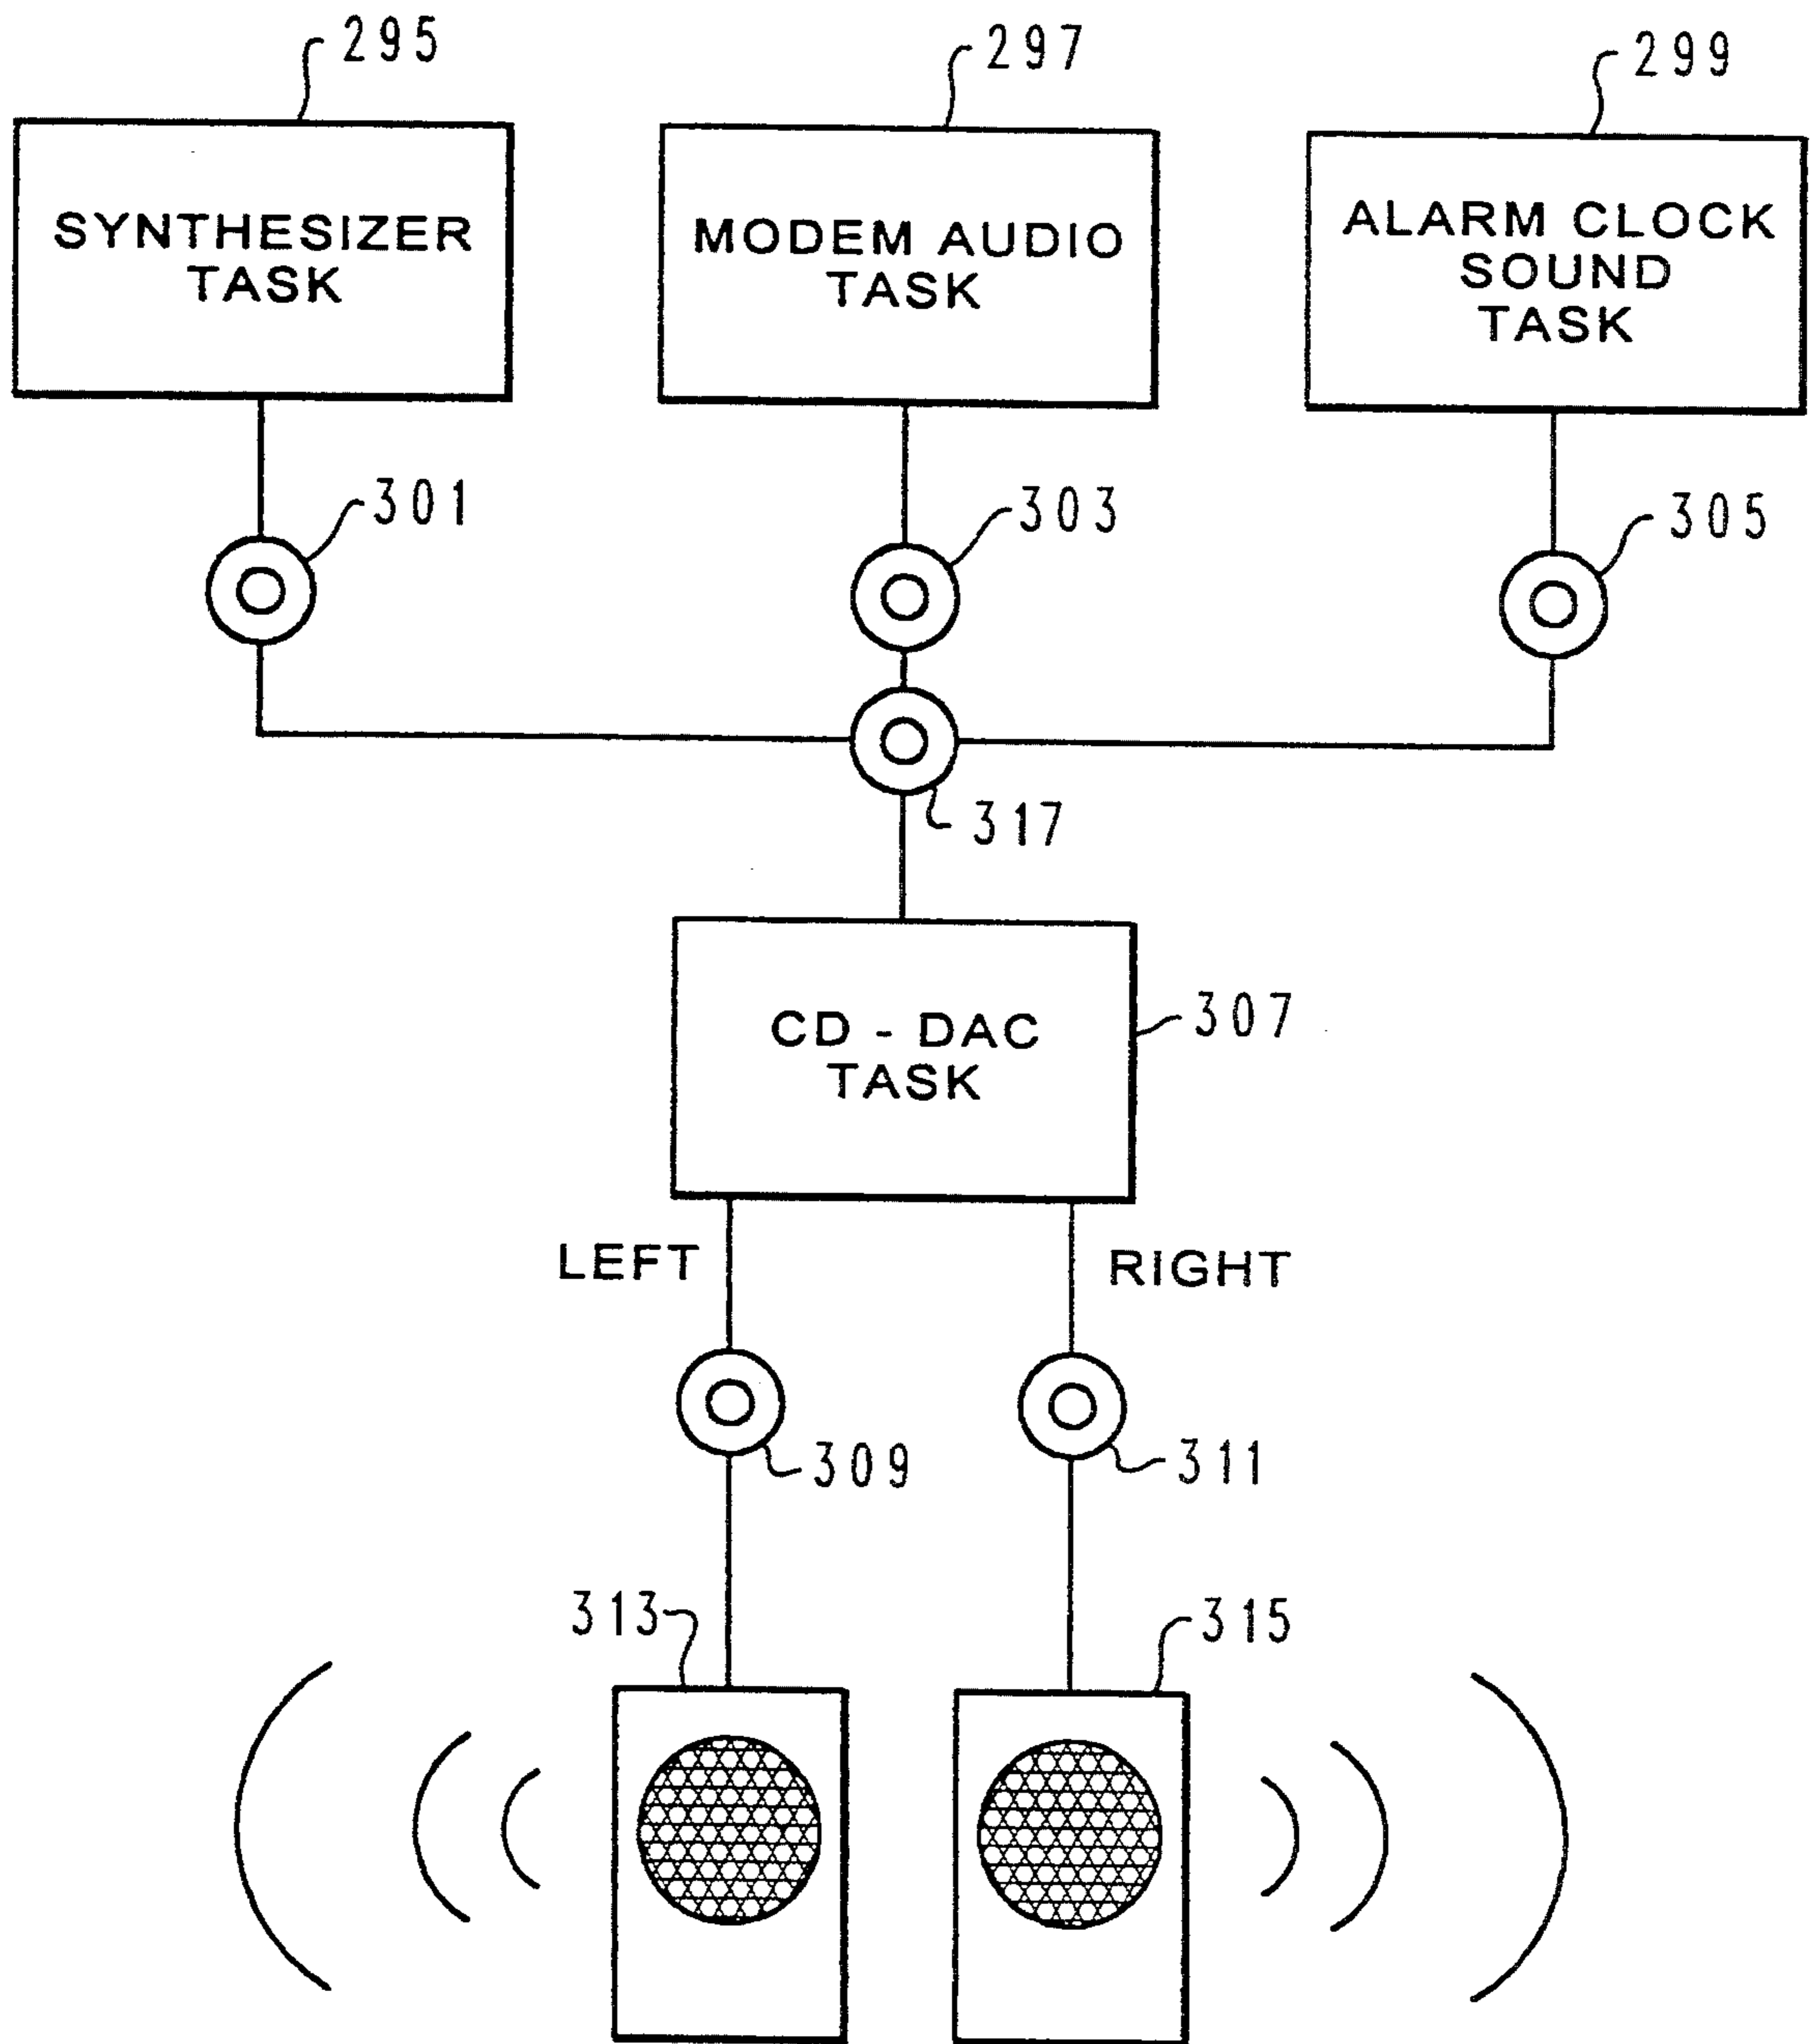 295
297
299
SYNTHESIZER
TASK
MODEM AUDIO
TASK
ALARM CLOCK
SOUND
TASK
301
303
305
317
CD - DAC
TASK
307
LEFT
RIGHT
309
311
313
315